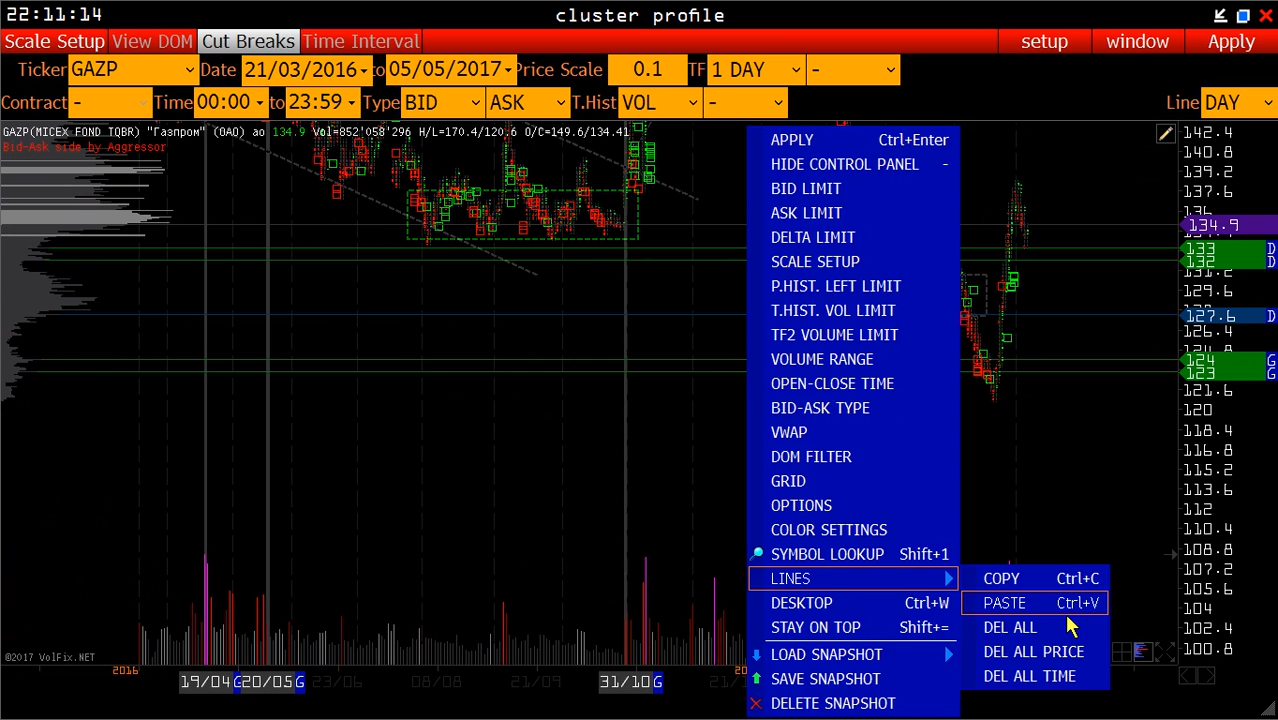 22:11:14 cluster profile
Scale Setup View DOM Cut Breaks Time Interval setup window Apply
Ticker GAZP Date 21/03/2016 to 05/05/2017 Price Scale 0.1 TF 1 DAY -
Contract - Time 00:00 to 23:59 Type BID ASK T.Hist VOL - Line DAY
GAZP(MICEX FOND TQBR) "Газпром" (ОАО) ао 134.9 Vol=852'058'296 H/L=170.4/120.6 O/C=149.6/134.41
Bid-Ask side by Aggressor
APPLY Ctrl+Enter
HIDE CONTROL PANEL -
BID LIMIT
ASK LIMIT
DELTA LIMIT
SCALE SETUP
P.HIST. LEFT LIMIT
T.HIST. VOL LIMIT
TF2 VOLUME LIMIT
VOLUME RANGE
OPEN-CLOSE TIME
BID-ASK TYPE
VWAP
DOM FILTER
GRID
OPTIONS
COLOR SETTINGS
SYMBOL LOOKUP Shift+1
LINES
DESKTOP Ctrl+W
STAY ON TOP Shift+=
LOAD SNAPSHOT
SAVE SNAPSHOT
DELETE SNAPSHOT
COPY Ctrl+C
PASTE Ctrl+V
DEL ALL
DEL ALL PRICE
DEL ALL TIME
142.4
140.8
139.2
137.6
136
134.9
133 D
132 D
131.2
129.6
127.6 D
126.4
124 G
123 G
121.6
120
118.4
116.8
115.2
113.6
112
110.4
108.8
107.2
105.6
104
102.4
100.8
©2017 VolFix.NET
2016
19/04 G 20/05 G 23/06 08/08 21/09 31/10 G